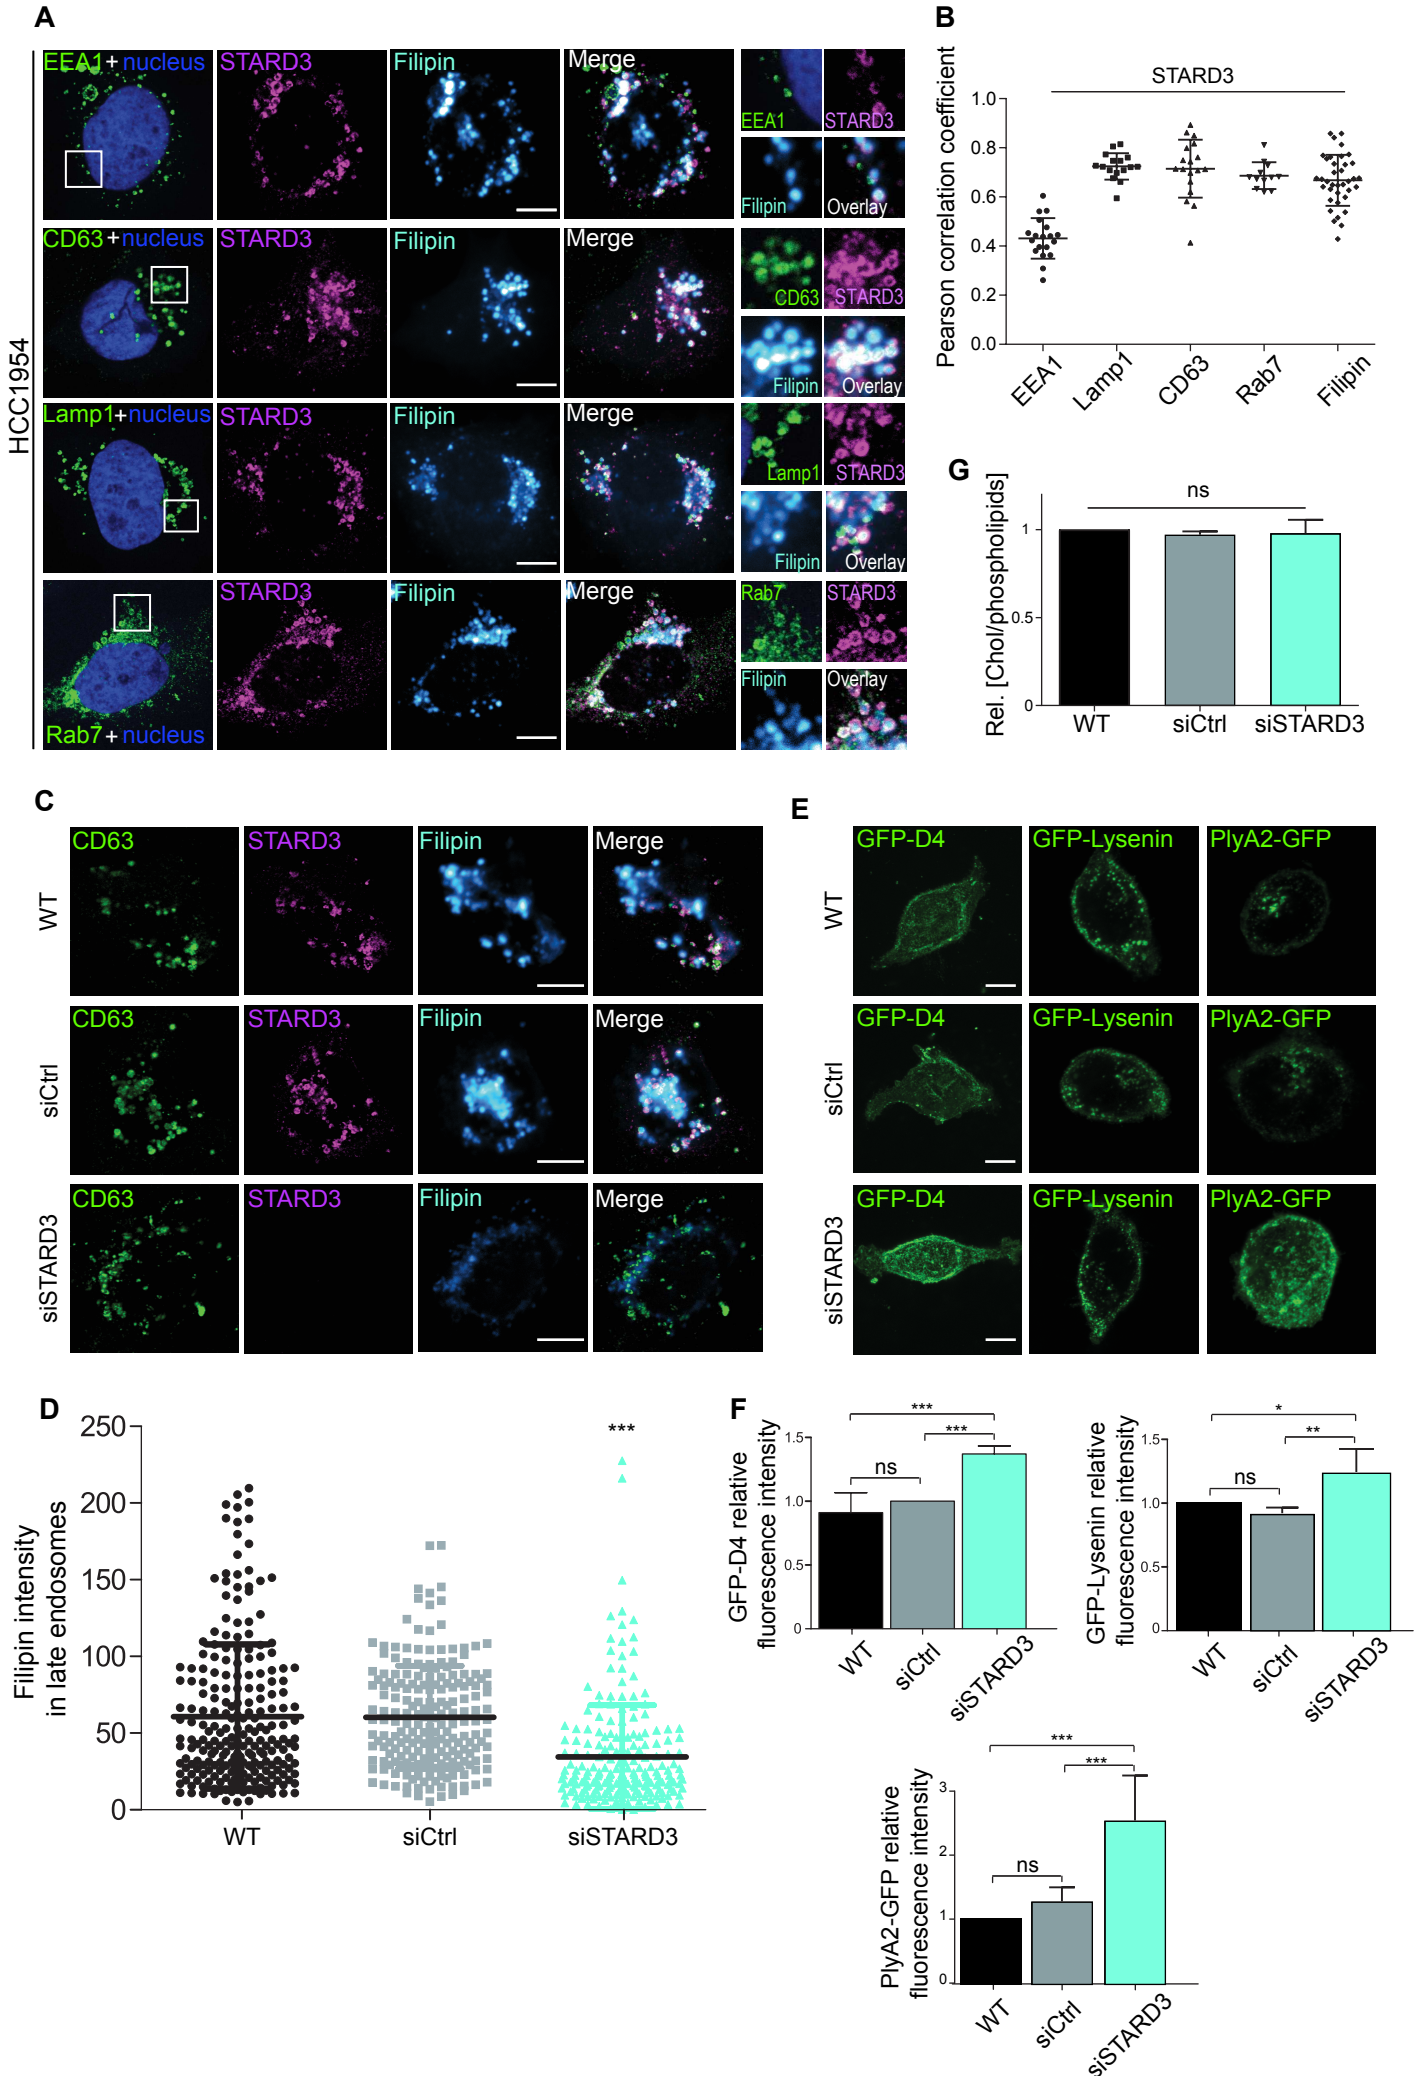 A
HCC1954
EEA1+nucleus
STARD3
Filipin
Merge
EEA1
STARD3
Filipin
Overlay
CD63+nucleus
STARD3
Filipin
Merge
CD63
STARD3
Filipin
Overlay
Lamp1+nucleus
STARD3
Filipin
Merge
Lamp1
STARD3
Filipin
Overlay
Rab7+nucleus
STARD3
Filipin
Merge
Rab7
STARD3
Filipin
Overlay
B
STARD3
Pearson correlation coefficient
1.0
0.8
0.6
0.4
0.2
0.0
EEA1
Lamp1
CD63
Rab7
Filipin
G
Rel. [Chol/phospholipids]
ns
1
0.5
0
WT
siCtrl
siSTARD3
C
WT
CD63
STARD3
Filipin
Merge
siCtrl
CD63
STARD3
Filipin
Merge
siSTARD3
CD63
STARD3
Filipin
Merge
E
WT
GFP-D4
GFP-Lysenin
PlyA2-GFP
siCtrl
GFP-D4
GFP-Lysenin
PlyA2-GFP
siSTARD3
GFP-D4
GFP-Lysenin
PlyA2-GFP
D
Filipin intensity
in late endosomes
250
200
150
100
50
0
***
WT
siCtrl
siSTARD3
F
GFP-D4 relative
fluorescence intensity
1.5
1.0
0.5
0
***
***
ns
WT
siCtrl
siSTARD3
GFP-Lysenin relative
fluorescence intensity
1.5
1.0
0.5
0
*
**
ns
WT
siCtrl
siSTARD3
PlyA2-GFP relative
fluorescence intensity
3
2
1
0
***
***
ns
WT
siCtrl
siSTARD3